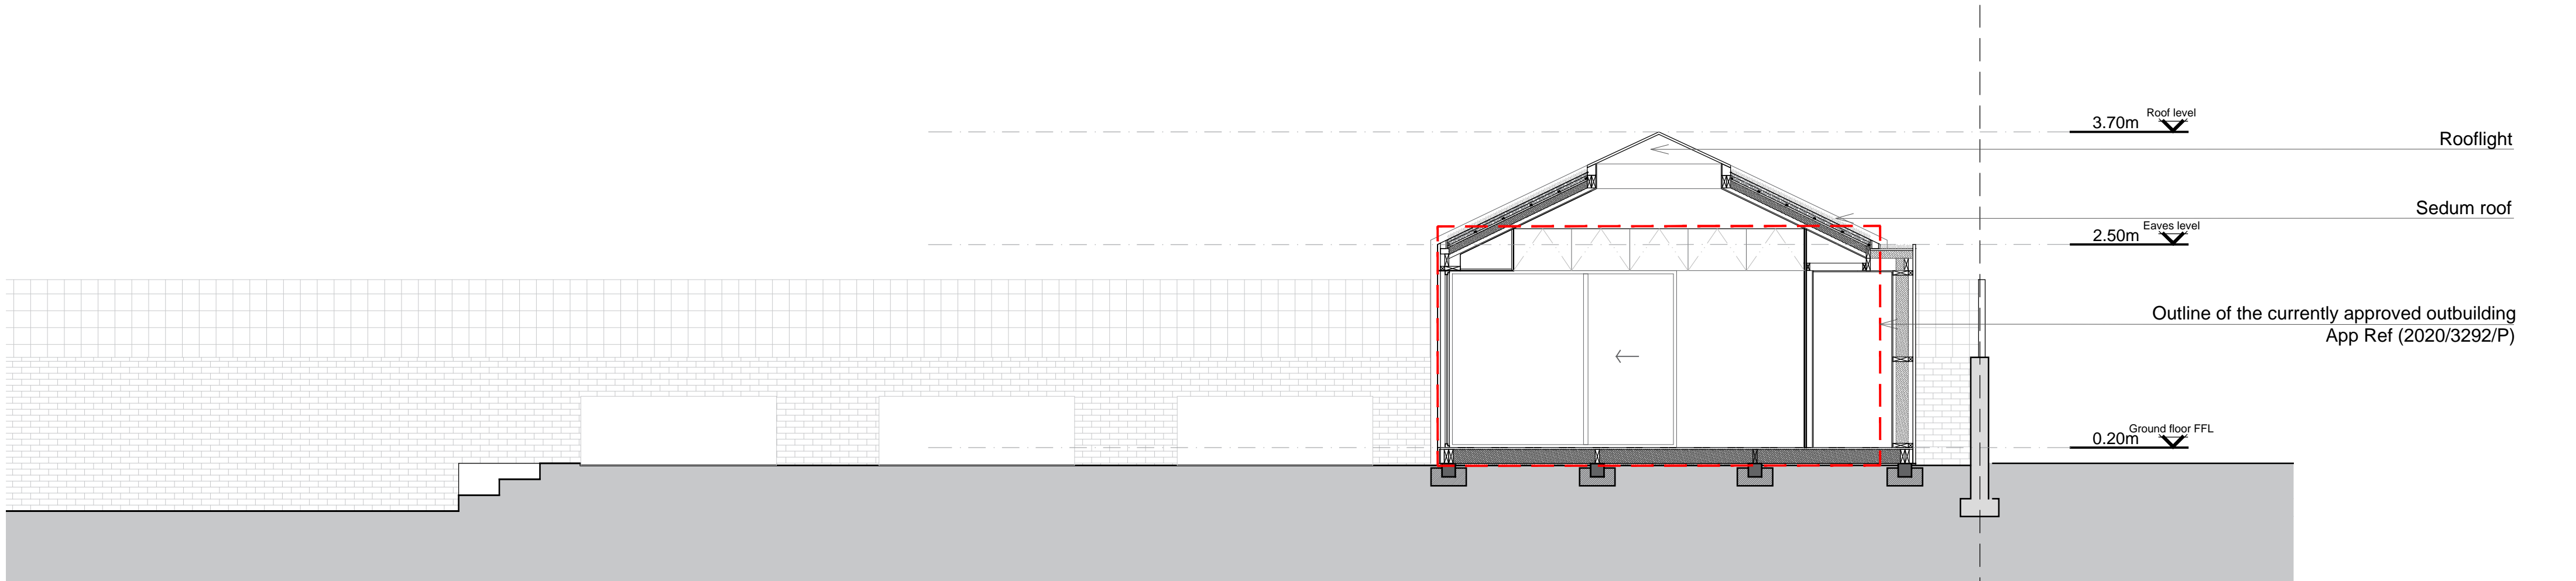 Roof level
3.70m
Rooflight
Sedum roof
Eaves level
2.50m
Outline of the currently approved outbuilding
App Ref (2020/3292/P)
Ground floor FFL
0.20m